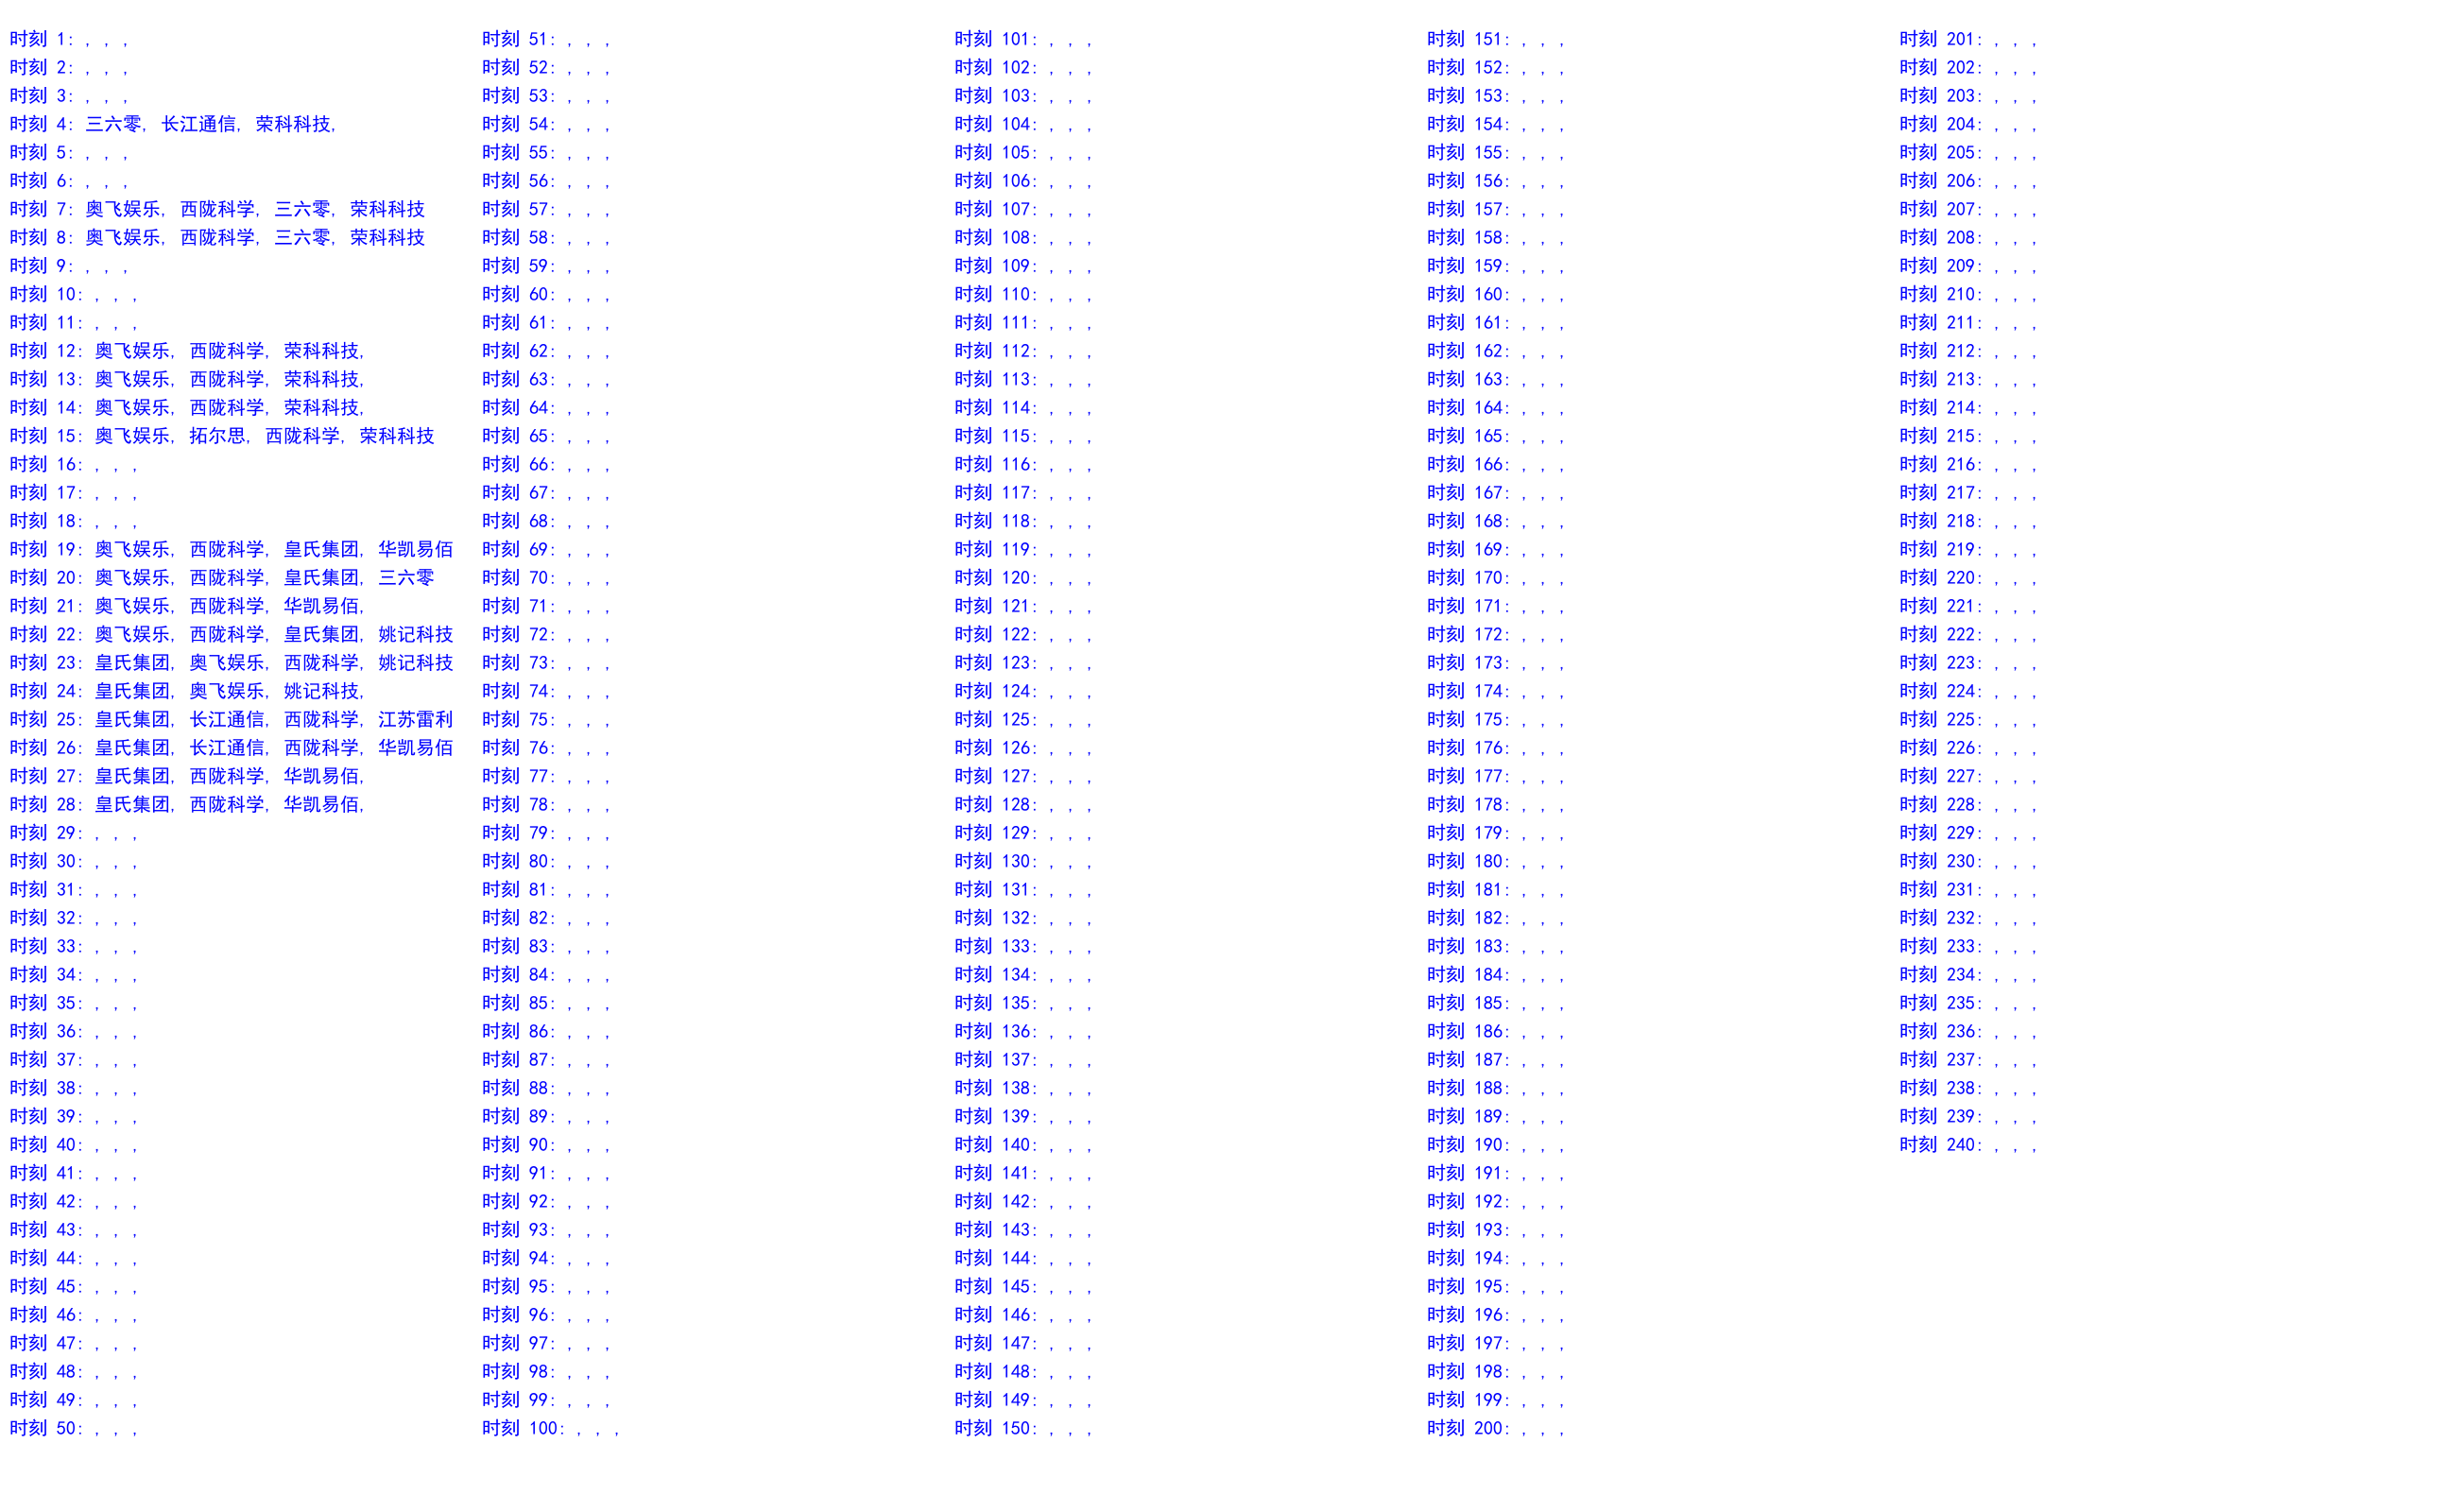 时刻 1: , , ,
时刻 2: , , ,
时刻 3: , , ,
时刻 4: 三六零, 长江通信, 荣科科技,
时刻 5: , , ,
时刻 6: , , ,
时刻 7: 奥飞娱乐, 西陇科学, 三六零, 荣科科技
时刻 8: 奥飞娱乐, 西陇科学, 三六零, 荣科科技
时刻 9: , , ,
时刻 10: , , ,
时刻 11: , , ,
时刻 12: 奥飞娱乐, 西陇科学, 荣科科技,
时刻 13: 奥飞娱乐, 西陇科学, 荣科科技,
时刻 14: 奥飞娱乐, 西陇科学, 荣科科技,
时刻 15: 奥飞娱乐, 拓尔思, 西陇科学, 荣科科技
时刻 16: , , ,
时刻 17: , , ,
时刻 18: , , ,
时刻 19: 奥飞娱乐, 西陇科学, 皇氏集团, 华凯易佰
时刻 20: 奥飞娱乐, 西陇科学, 皇氏集团, 三六零
时刻 21: 奥飞娱乐, 西陇科学, 华凯易佰,
时刻 22: 奥飞娱乐, 西陇科学, 皇氏集团, 姚记科技
时刻 23: 皇氏集团, 奥飞娱乐, 西陇科学, 姚记科技
时刻 24: 皇氏集团, 奥飞娱乐, 姚记科技,
时刻 25: 皇氏集团, 长江通信, 西陇科学, 江苏雷利
时刻 26: 皇氏集团, 长江通信, 西陇科学, 华凯易佰
时刻 27: 皇氏集团, 西陇科学, 华凯易佰,
时刻 28: 皇氏集团, 西陇科学, 华凯易佰,
时刻 29: , , ,
时刻 30: , , ,
时刻 31: , , ,
时刻 32: , , ,
时刻 33: , , ,
时刻 34: , , ,
时刻 35: , , ,
时刻 36: , , ,
时刻 37: , , ,
时刻 38: , , ,
时刻 39: , , ,
时刻 40: , , ,
时刻 41: , , ,
时刻 42: , , ,
时刻 43: , , ,
时刻 44: , , ,
时刻 45: , , ,
时刻 46: , , ,
时刻 47: , , ,
时刻 48: , , ,
时刻 49: , , ,
时刻 50: , , ,
时刻 51: , , ,
时刻 52: , , ,
时刻 53: , , ,
时刻 54: , , ,
时刻 55: , , ,
时刻 56: , , ,
时刻 57: , , ,
时刻 58: , , ,
时刻 59: , , ,
时刻 60: , , ,
时刻 61: , , ,
时刻 62: , , ,
时刻 63: , , ,
时刻 64: , , ,
时刻 65: , , ,
时刻 66: , , ,
时刻 67: , , ,
时刻 68: , , ,
时刻 69: , , ,
时刻 70: , , ,
时刻 71: , , ,
时刻 72: , , ,
时刻 73: , , ,
时刻 74: , , ,
时刻 75: , , ,
时刻 76: , , ,
时刻 77: , , ,
时刻 78: , , ,
时刻 79: , , ,
时刻 80: , , ,
时刻 81: , , ,
时刻 82: , , ,
时刻 83: , , ,
时刻 84: , , ,
时刻 85: , , ,
时刻 86: , , ,
时刻 87: , , ,
时刻 88: , , ,
时刻 89: , , ,
时刻 90: , , ,
时刻 91: , , ,
时刻 92: , , ,
时刻 93: , , ,
时刻 94: , , ,
时刻 95: , , ,
时刻 96: , , ,
时刻 97: , , ,
时刻 98: , , ,
时刻 99: , , ,
时刻 100: , , ,
时刻 101: , , ,
时刻 102: , , ,
时刻 103: , , ,
时刻 104: , , ,
时刻 105: , , ,
时刻 106: , , ,
时刻 107: , , ,
时刻 108: , , ,
时刻 109: , , ,
时刻 110: , , ,
时刻 111: , , ,
时刻 112: , , ,
时刻 113: , , ,
时刻 114: , , ,
时刻 115: , , ,
时刻 116: , , ,
时刻 117: , , ,
时刻 118: , , ,
时刻 119: , , ,
时刻 120: , , ,
时刻 121: , , ,
时刻 122: , , ,
时刻 123: , , ,
时刻 124: , , ,
时刻 125: , , ,
时刻 126: , , ,
时刻 127: , , ,
时刻 128: , , ,
时刻 129: , , ,
时刻 130: , , ,
时刻 131: , , ,
时刻 132: , , ,
时刻 133: , , ,
时刻 134: , , ,
时刻 135: , , ,
时刻 136: , , ,
时刻 137: , , ,
时刻 138: , , ,
时刻 139: , , ,
时刻 140: , , ,
时刻 141: , , ,
时刻 142: , , ,
时刻 143: , , ,
时刻 144: , , ,
时刻 145: , , ,
时刻 146: , , ,
时刻 147: , , ,
时刻 148: , , ,
时刻 149: , , ,
时刻 150: , , ,
时刻 151: , , ,
时刻 152: , , ,
时刻 153: , , ,
时刻 154: , , ,
时刻 155: , , ,
时刻 156: , , ,
时刻 157: , , ,
时刻 158: , , ,
时刻 159: , , ,
时刻 160: , , ,
时刻 161: , , ,
时刻 162: , , ,
时刻 163: , , ,
时刻 164: , , ,
时刻 165: , , ,
时刻 166: , , ,
时刻 167: , , ,
时刻 168: , , ,
时刻 169: , , ,
时刻 170: , , ,
时刻 171: , , ,
时刻 172: , , ,
时刻 173: , , ,
时刻 174: , , ,
时刻 175: , , ,
时刻 176: , , ,
时刻 177: , , ,
时刻 178: , , ,
时刻 179: , , ,
时刻 180: , , ,
时刻 181: , , ,
时刻 182: , , ,
时刻 183: , , ,
时刻 184: , , ,
时刻 185: , , ,
时刻 186: , , ,
时刻 187: , , ,
时刻 188: , , ,
时刻 189: , , ,
时刻 190: , , ,
时刻 191: , , ,
时刻 192: , , ,
时刻 193: , , ,
时刻 194: , , ,
时刻 195: , , ,
时刻 196: , , ,
时刻 197: , , ,
时刻 198: , , ,
时刻 199: , , ,
时刻 200: , , ,
时刻 201: , , ,
时刻 202: , , ,
时刻 203: , , ,
时刻 204: , , ,
时刻 205: , , ,
时刻 206: , , ,
时刻 207: , , ,
时刻 208: , , ,
时刻 209: , , ,
时刻 210: , , ,
时刻 211: , , ,
时刻 212: , , ,
时刻 213: , , ,
时刻 214: , , ,
时刻 215: , , ,
时刻 216: , , ,
时刻 217: , , ,
时刻 218: , , ,
时刻 219: , , ,
时刻 220: , , ,
时刻 221: , , ,
时刻 222: , , ,
时刻 223: , , ,
时刻 224: , , ,
时刻 225: , , ,
时刻 226: , , ,
时刻 227: , , ,
时刻 228: , , ,
时刻 229: , , ,
时刻 230: , , ,
时刻 231: , , ,
时刻 232: , , ,
时刻 233: , , ,
时刻 234: , , ,
时刻 235: , , ,
时刻 236: , , ,
时刻 237: , , ,
时刻 238: , , ,
时刻 239: , , ,
时刻 240: , , ,